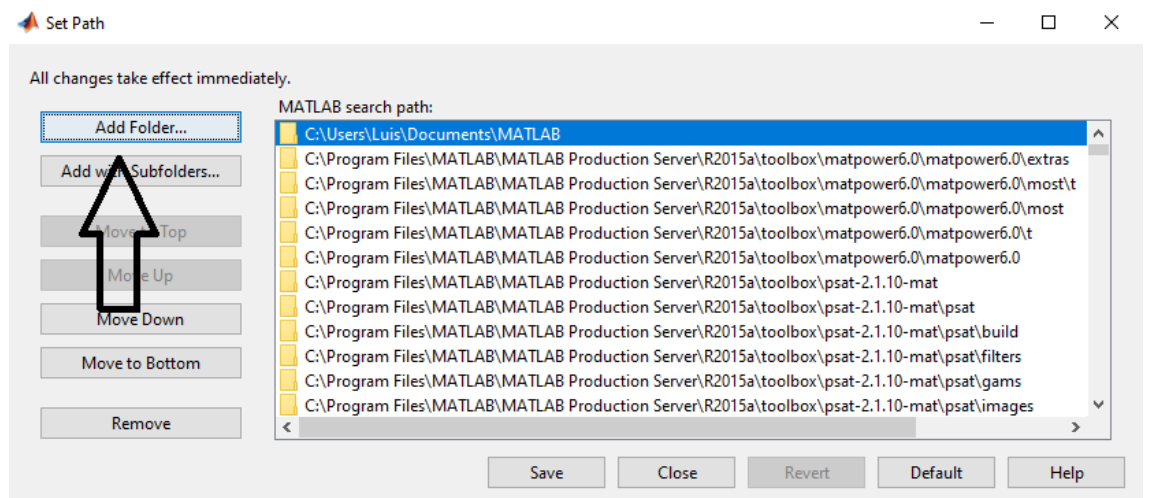 Set Path
All changes take effect immediately.
MATLAB search path:
Add Folder...
Add with Subfolders...
Move to Top
Move Up
Move Down
Move to Bottom
Remove
C:\Users\Luis\Documents\MATLAB
C:\Program Files\MATLAB\MATLAB Production Server\R2015a\toolbox\matpower6.0\matpower6.0\extras
C:\Program Files\MATLAB\MATLAB Production Server\R2015a\toolbox\matpower6.0\matpower6.0\most\t
C:\Program Files\MATLAB\MATLAB Production Server\R2015a\toolbox\matpower6.0\matpower6.0\most
C:\Program Files\MATLAB\MATLAB Production Server\R2015a\toolbox\matpower6.0\matpower6.0\t
C:\Program Files\MATLAB\MATLAB Production Server\R2015a\toolbox\matpower6.0\matpower6.0
C:\Program Files\MATLAB\MATLAB Production Server\R2015a\toolbox\psat-2.1.10-mat
C:\Program Files\MATLAB\MATLAB Production Server\R2015a\toolbox\psat-2.1.10-mat\psat
C:\Program Files\MATLAB\MATLAB Production Server\R2015a\toolbox\psat-2.1.10-mat\psat\build
C:\Program Files\MATLAB\MATLAB Production Server\R2015a\toolbox\psat-2.1.10-mat\psat\filters
C:\Program Files\MATLAB\MATLAB Production Server\R2015a\toolbox\psat-2.1.10-mat\psat\gams
C:\Program Files\MATLAB\MATLAB Production Server\R2015a\toolbox\psat-2.1.10-mat\psat\images
Save
Close
Revert
Default
Help